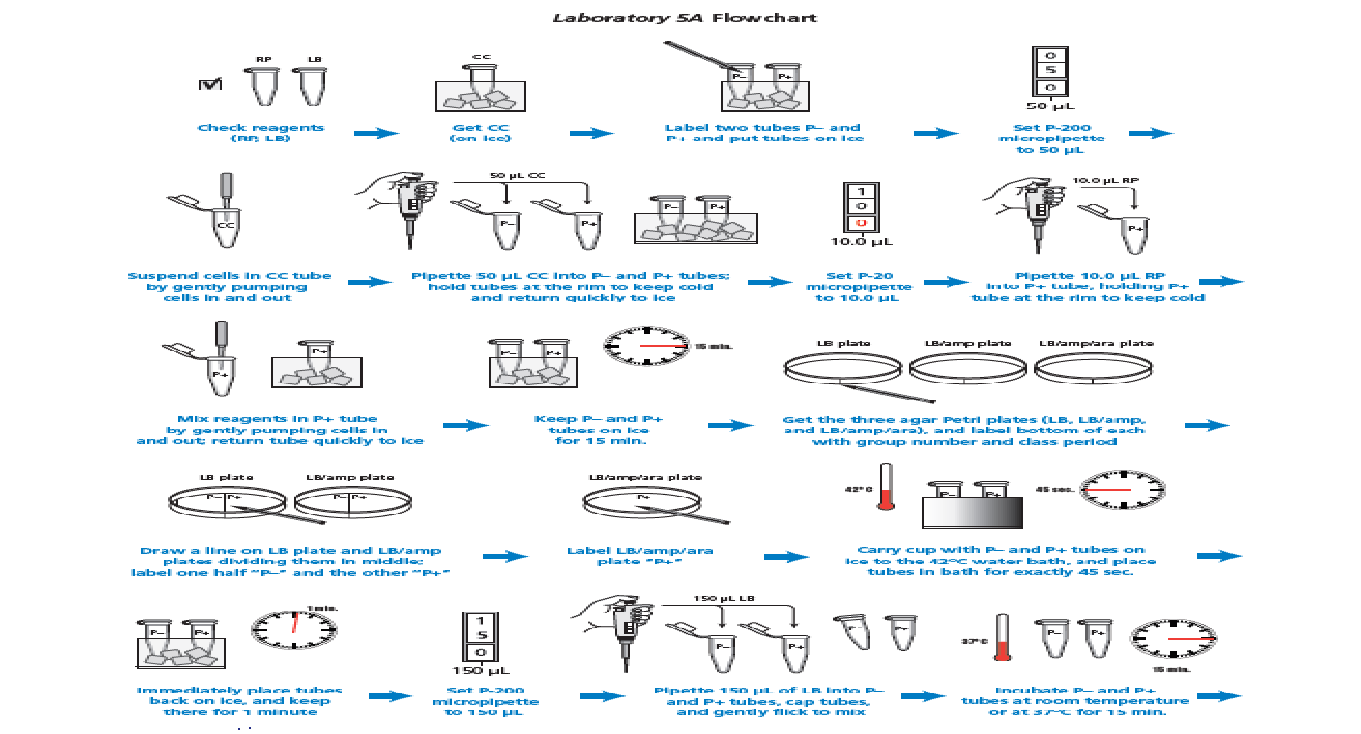 Laboratory 5A Flowchart
RP LB
CC
P– P+
0
5
0
50 µL
Check reagents
(RP, LB)
Get CC
(on ice)
Label two tubes P– and
P+ and put tubes on ice
Set P-200
micropipette
to 50 µL
CC
50 µL CC
P– P+
P– P+
1
0
0
10.0 µL
10.0 µL RP
P+
Suspend cells in CC tube
by gently pumping
cells in and out
Pipette 50 µL CC into P– and P+ tubes;
hold tubes at the rim to keep cold
and return quickly to ice
Set P-20
micropipette
to 10.0 µL
Pipette 10.0 µL RP
into P+ tube, holding P+
tube at the rim to keep cold
P+
P+
P– P+
15 min.
LB plate LB/amp plate LB/amp/ara plate
Mix reagents in P+ tube
by gently pumping cells in
and out; return tube quickly to ice
Keep P– and P+
tubes on ice
for 15 min.
Get the three agar Petri plates (LB, LB/amp,
and LB/amp/ara), and label bottom of each
with group number and class period
LB plate LB/amp plate
P– P+ P– P+
LB/amp/ara plate
P+
42°C
P– P+
45 sec.
Draw a line on LB plate and LB/amp
plates dividing them in middle;
label one half “P–” and the other “P+”
Label LB/amp/ara
plate “P+”
Carry cup with P– and P+ tubes on
ice to the 42°C water bath, and place
tubes in bath for exactly 45 sec.
P– P+
1 min.
1
5
0
150 µL
150 µL LB
P– P+
P– P+
37°C
P– P+
15 min.
Immediately place tubes
back on ice, and keep
there for 1 minute
Set P-200
micropipette
to 150 µL
Pipette 150 µL of LB into P–
and P+ tubes, cap tubes,
and gently flick to mix
Incubate P– and P+
tubes at room temperature
or at 37°C for 15 min.